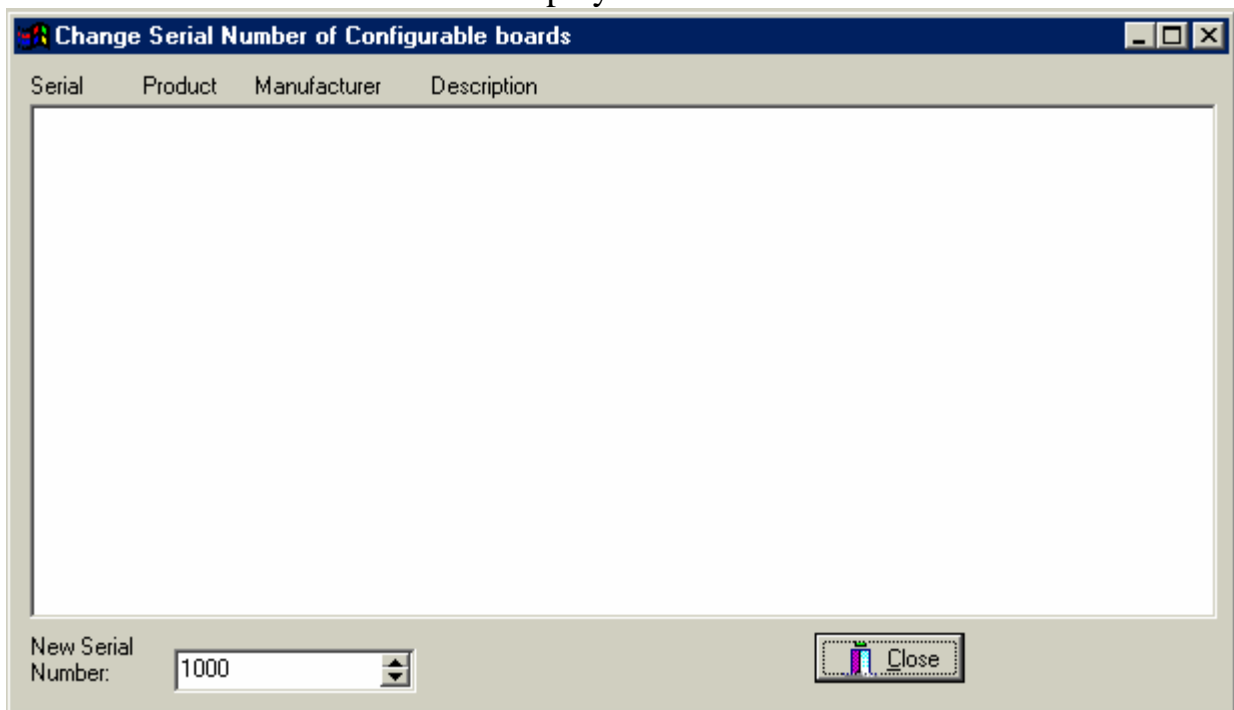 Change Serial Number of Configurable boards
Serial Product Manufacturer Description
New Serial
Number:
1000
Close